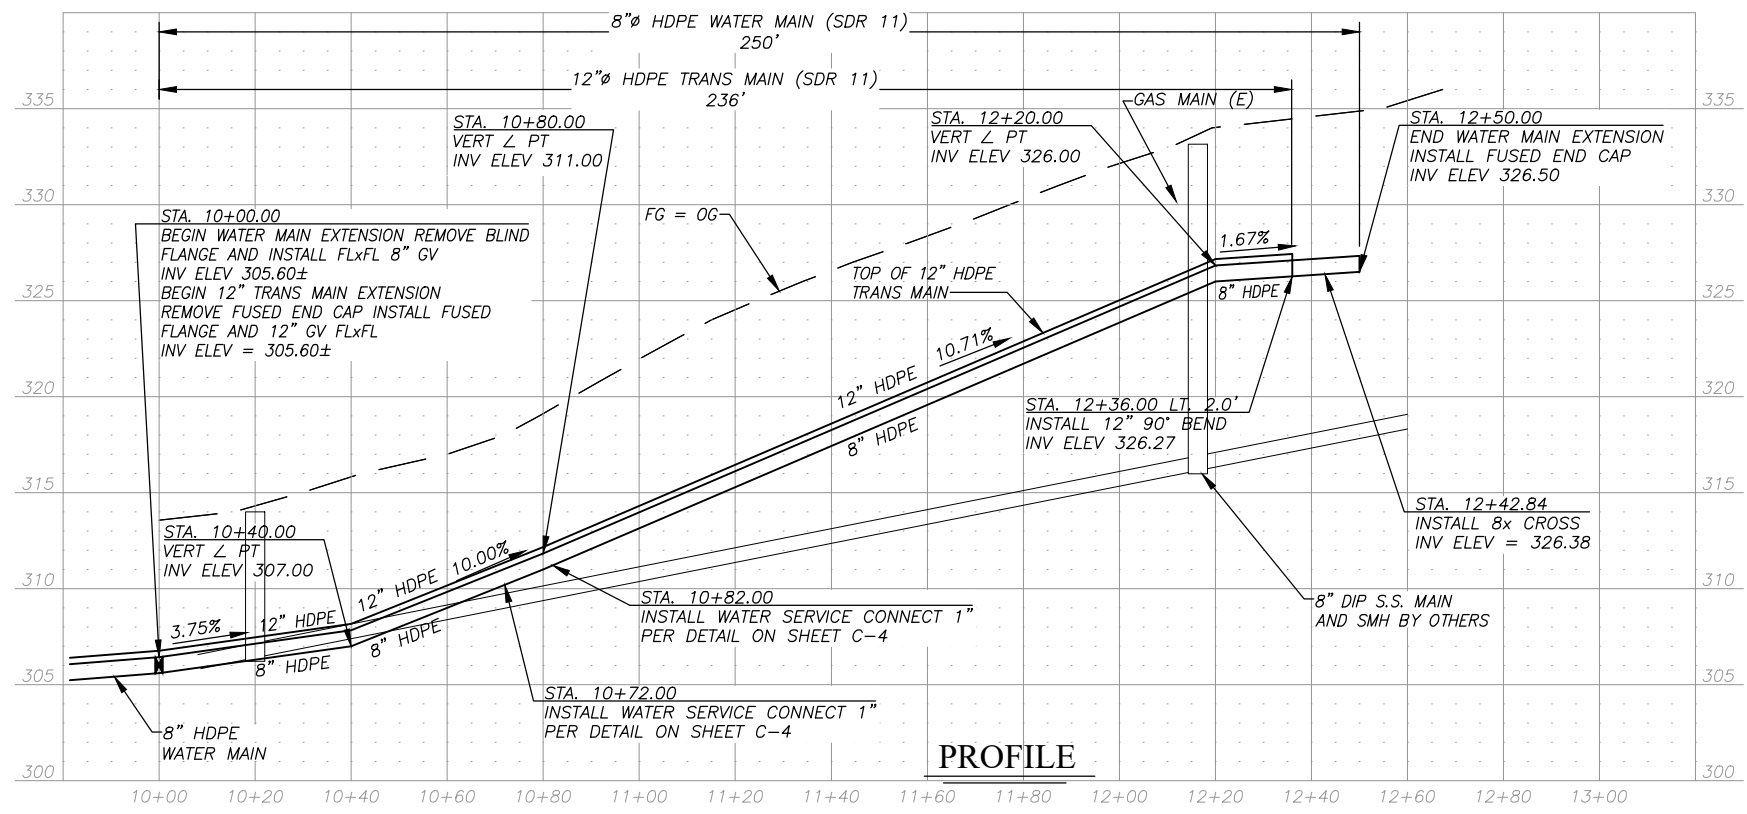 8"ø HDPE WATER MAIN (SDR 11)
250'
12"ø HDPE TRANS MAIN (SDR 11)
236'
335
335
330
330
325
325
320
320
315
315
310
310
305
305
300
300
STA. 10+80.00
VERT ∠ PT
INV ELEV 311.00
STA. 12+20.00
VERT ∠ PT
INV ELEV 326.00
GAS MAIN (E)
STA. 12+50.00
END WATER MAIN EXTENSION
INSTALL FUSED END CAP
INV ELEV 326.50
STA. 10+00.00
BEGIN WATER MAIN EXTENSION REMOVE BLIND
FLANGE AND INSTALL FLxFL 8" GV
INV ELEV 305.60±
BEGIN 12" TRANS MAIN EXTENSION
REMOVE FUSED END CAP INSTALL FUSED
FLANGE AND 12" GV FLxFL
INV ELEV = 305.60±
FG = OG
TOP OF 12" HDPE
TRANS MAIN
1.67%
8" HDPE
10.71%
12" HDPE
8" HDPE
STA. 12+36.00 LT. 2.0'
INSTALL 12" 90° BEND
INV ELEV 326.27
STA. 12+42.84
INSTALL 8x CROSS
INV ELEV = 326.38
STA. 10+40.00
VERT ∠ PT
INV ELEV 307.00
10.00%
12" HDPE
8" HDPE
3.75%
12" HDPE
8" HDPE
STA. 10+82.00
INSTALL WATER SERVICE CONNECT 1"
PER DETAIL ON SHEET C-4
8" DIP S.S. MAIN
AND SMH BY OTHERS
STA. 10+72.00
INSTALL WATER SERVICE CONNECT 1"
PER DETAIL ON SHEET C-4
8" HDPE
WATER MAIN
PROFILE
10+00
10+20
10+40
10+60
10+80
11+00
11+20
11+40
11+60
11+80
12+00
12+20
12+40
12+60
12+80
13+00